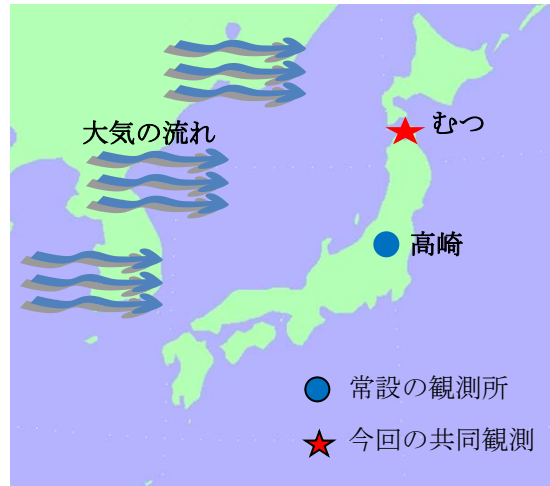 むつ
大気の流れ
高崎
常設の観測所
今回の共同観測